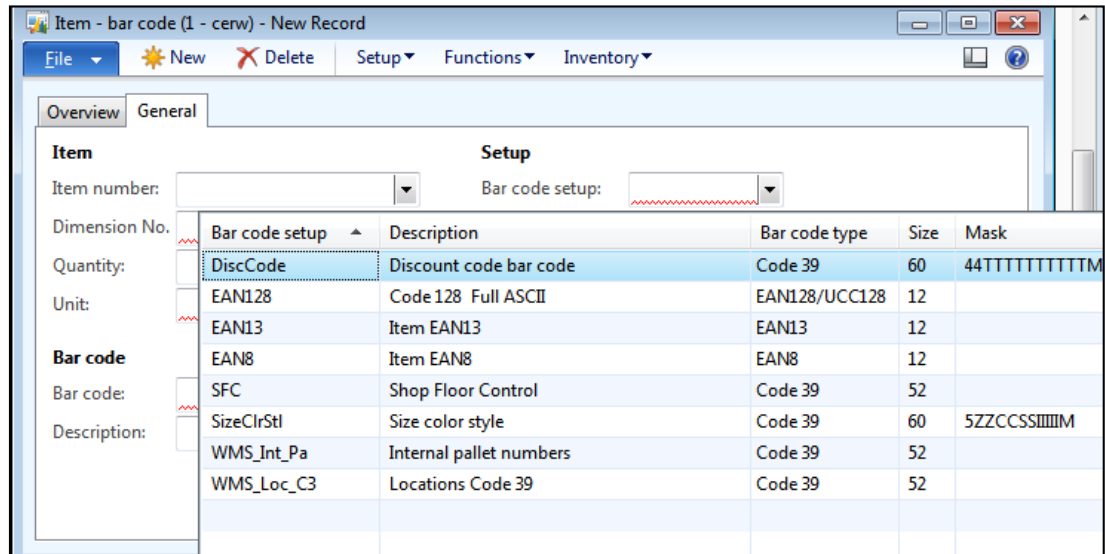 Item - bar code (1 - cerw) - New Record
File New Delete Setup Functions Inventory
Overview General
Item Setup
Item number: Bar code setup:
Dimension No.
Quantity:
Unit:
Bar code
Bar code:
Description:
Bar code setup Description Bar code type Size Mask
DiscCode Discount code bar code Code 39 60 44TTTTTTTTTTTM
EAN128 Code 128 Full ASCII EAN128/UCC128 12
EAN13 Item EAN13 EAN13 12
EAN8 Item EAN8 EAN8 12
SFC Shop Floor Control Code 39 52
SizeClrStl Size color style Code 39 60 5ZZCCSSIIIIIM
WMS_Int_Pa Internal pallet numbers Code 39 52
WMS_Loc_C3 Locations Code 39 52